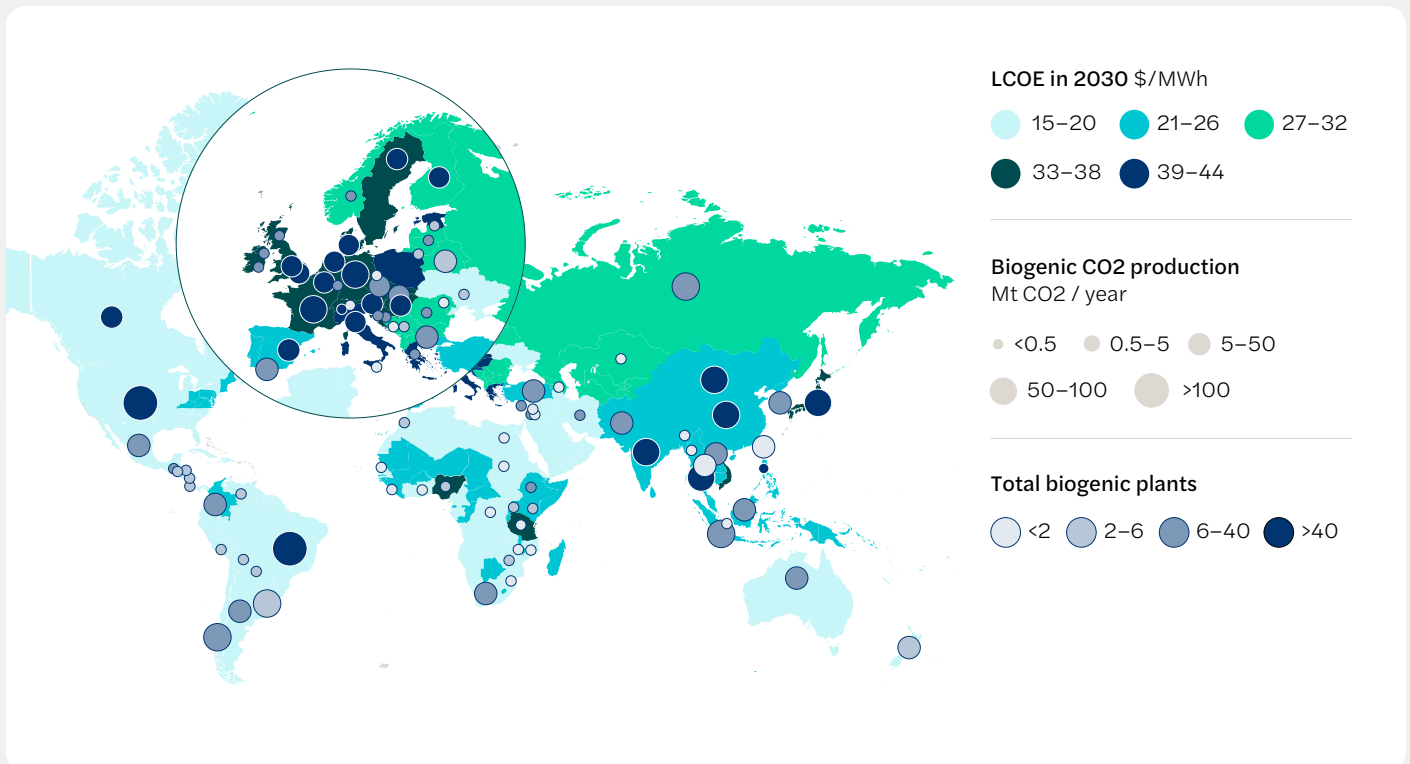 LCOE in 2030 $/MWh
15–20 21–26 27–32
33–38 39–44
Biogenic CO2 production
Mt CO2 / year
<0.5 0.5–5 5–50
50–100 >100
Total biogenic plants
<2 2–6 6–40 >40